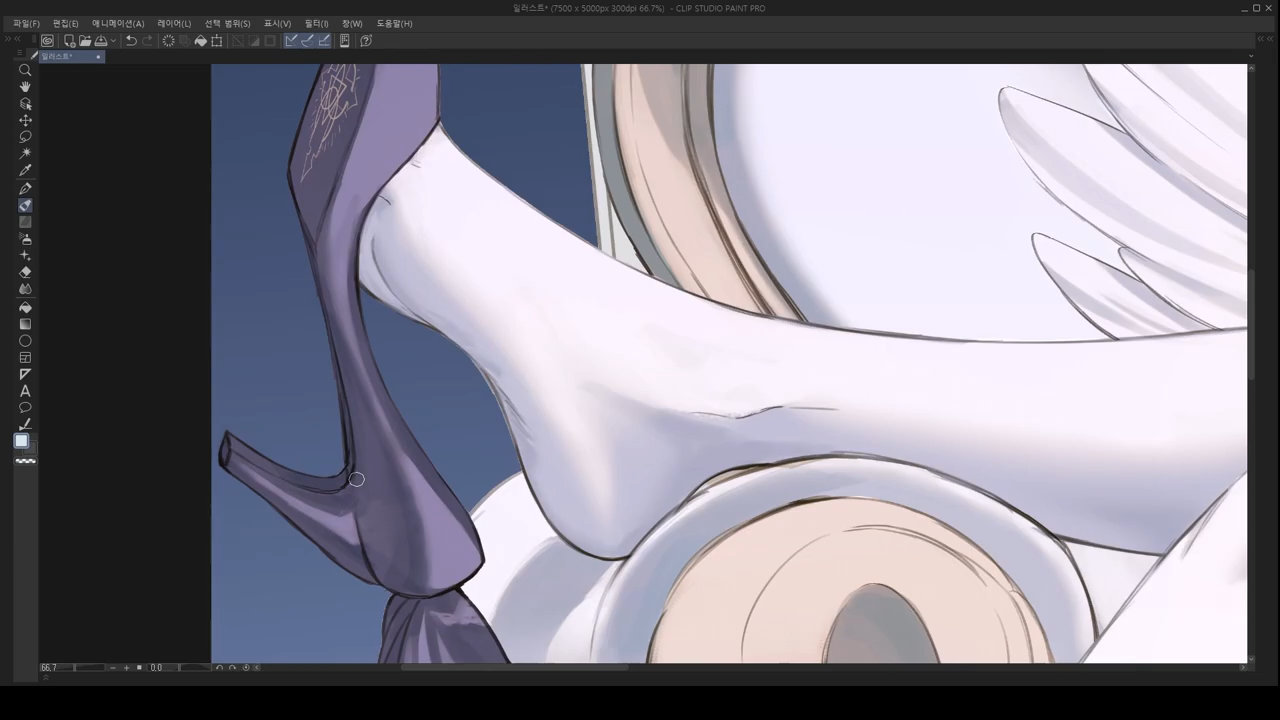 일러스트* (7500 x 5000px 300dpi 66.7%)  - CLIP STUDIO PAINT PRO
파일(F) 편집(E) 애니메이션(A) 레이어(L) 선택 범위(S) 표시(V) 필터(I) 창(W) 도움말(H)
일러스트*
66.7 0.0